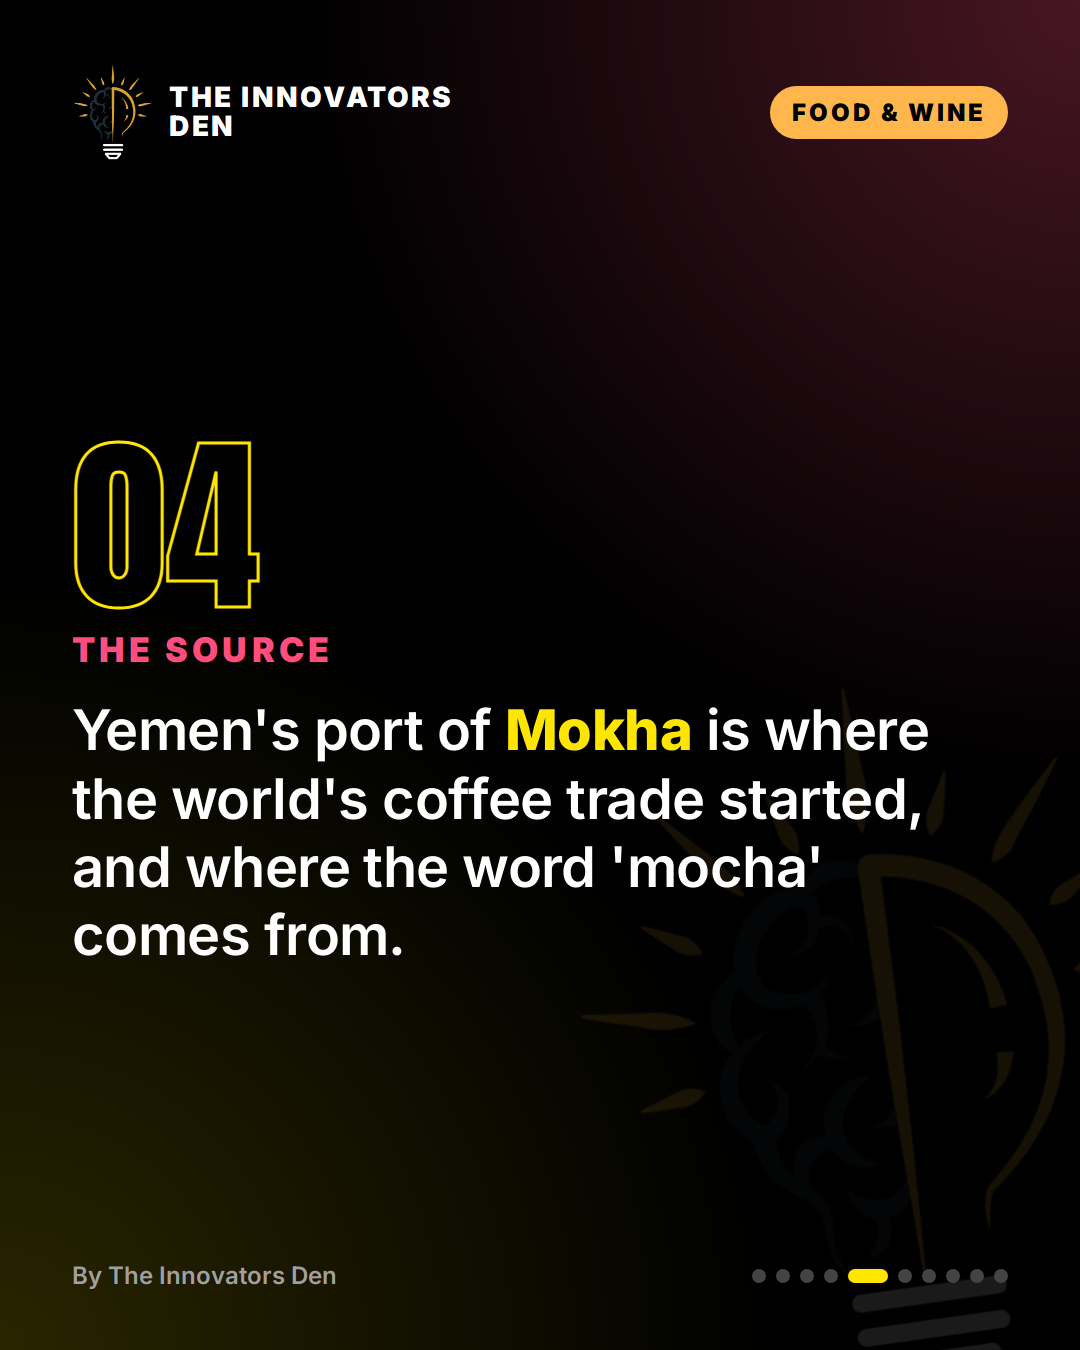 THE INNOVATORS
DEN
FOOD & WINE
04
THE SOURCE
Yemen's port of Mokha is where
the world's coffee trade started,
and where the word 'mocha'
comes from.
By The Innovators Den